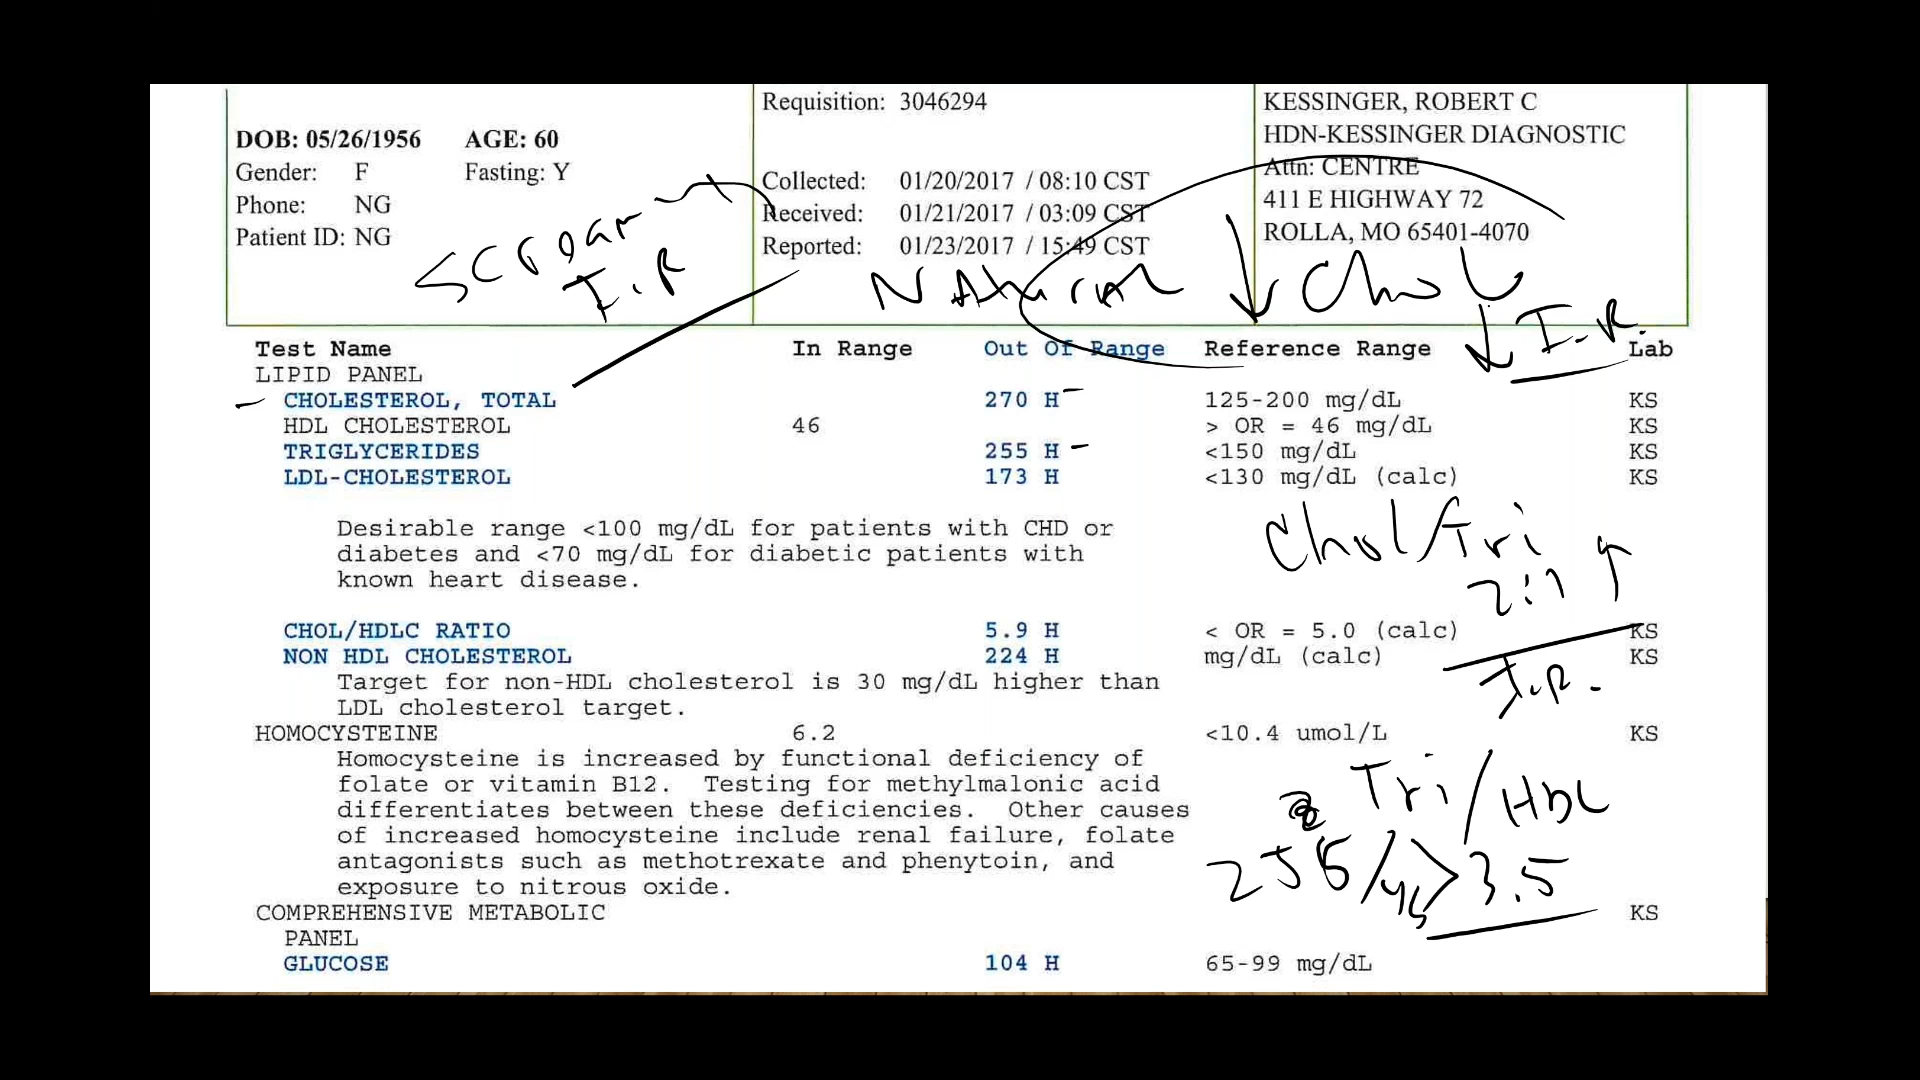 Requisition: 3046294
KESSINGER, ROBERT C
DOB: 05/26/1956 AGE: 60
HDN-KESSINGER DIAGNOSTIC
Gender: F Fasting: Y
Attn: CENTRE
Collected: 01/20/2017 / 08:10 CST
411 E HIGHWAY 72
Phone: NG
Received: 01/21/2017 / 03:09 CST
ROLLA, MO 65401-4070
Patient ID: NG
Reported: 01/23/2017 / 15:49 CST
I.R
Natural ↓ Chol
↓ I.R.
Test Name In Range Out Of Range Reference Range Lab
LIPID PANEL
CHOLESTEROL, TOTAL 270 H 125-200 mg/dL KS
HDL CHOLESTEROL 46 > OR = 46 mg/dL KS
TRIGLYCERIDES 255 H <150 mg/dL KS
LDL-CHOLESTEROL 173 H <130 mg/dL (calc) KS
Desirable range <100 mg/dL for patients with CHD or
diabetes and <70 mg/dL for diabetic patients with
known heart disease.
Chol/Tri
2:1 ↑
CHOL/HDLC RATIO 5.9 H < OR = 5.0 (calc) KS
NON HDL CHOLESTEROL 224 H mg/dL (calc) KS
I.R.
Target for non-HDL cholesterol is 30 mg/dL higher than
LDL cholesterol target.
HOMOCYSTEINE 6.2 <10.4 umol/L KS
Homocysteine is increased by functional deficiency of
folate or vitamin B12. Testing for methylmalonic acid
differentiates between these deficiencies. Other causes
of increased homocysteine include renal failure, folate
antagonists such as methotrexate and phenytoin, and
exposure to nitrous oxide.
Tri/HDL
> 3.5
COMPREHENSIVE METABOLIC KS
PANEL
GLUCOSE 104 H 65-99 mg/dL